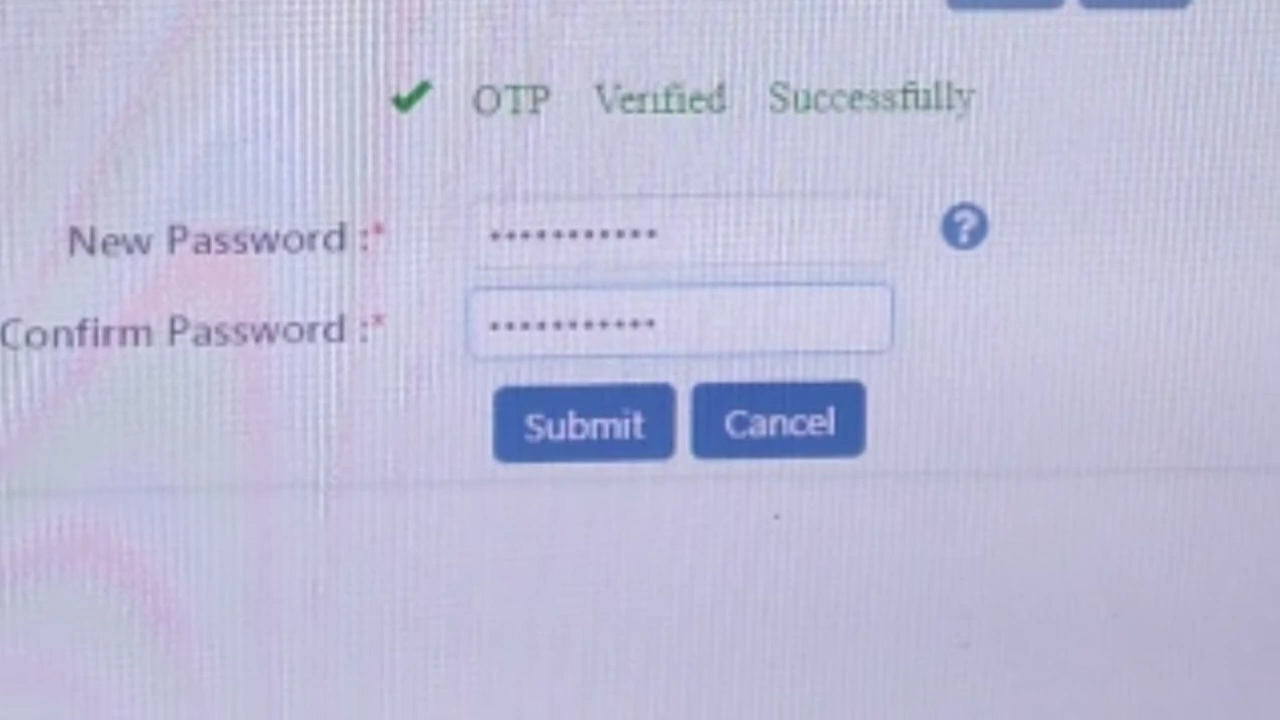 ✔ OTP Verified Successfully
New Password :* ••••••••••• ?
Confirm Password :* •••••••••••
Submit Cancel